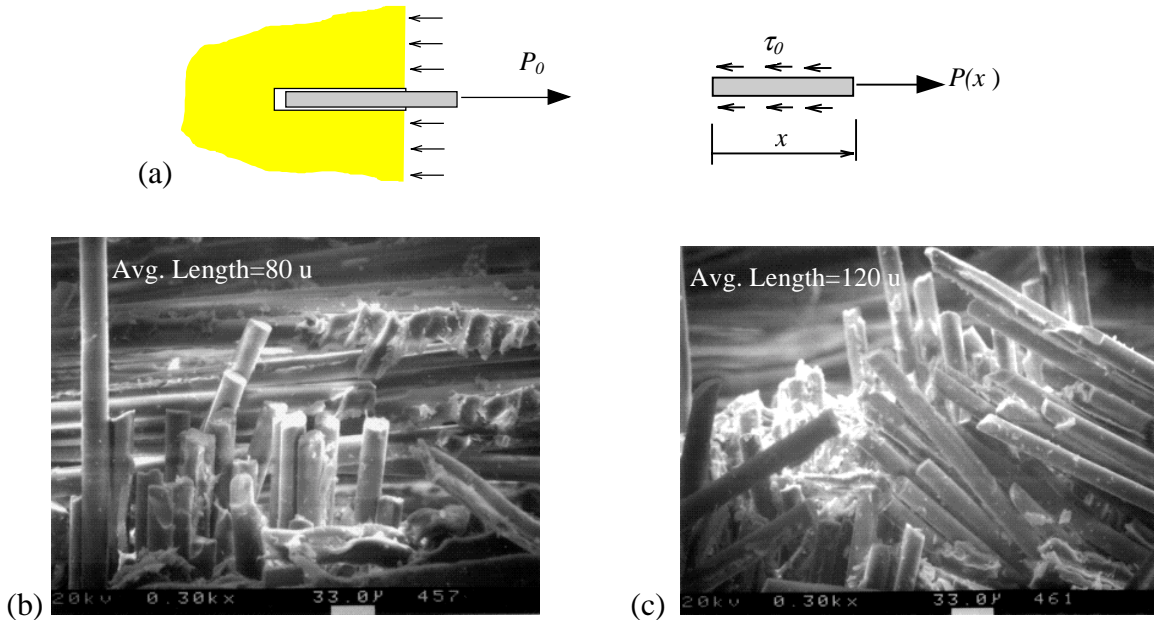 P0
τ0
P(x )
x
(a)
Avg. Length=80 u
Avg. Length=120 u
20kv 0.30kx 33.0μ 457
20kv 0.30kx 33.0μ 461
(b)
(c)